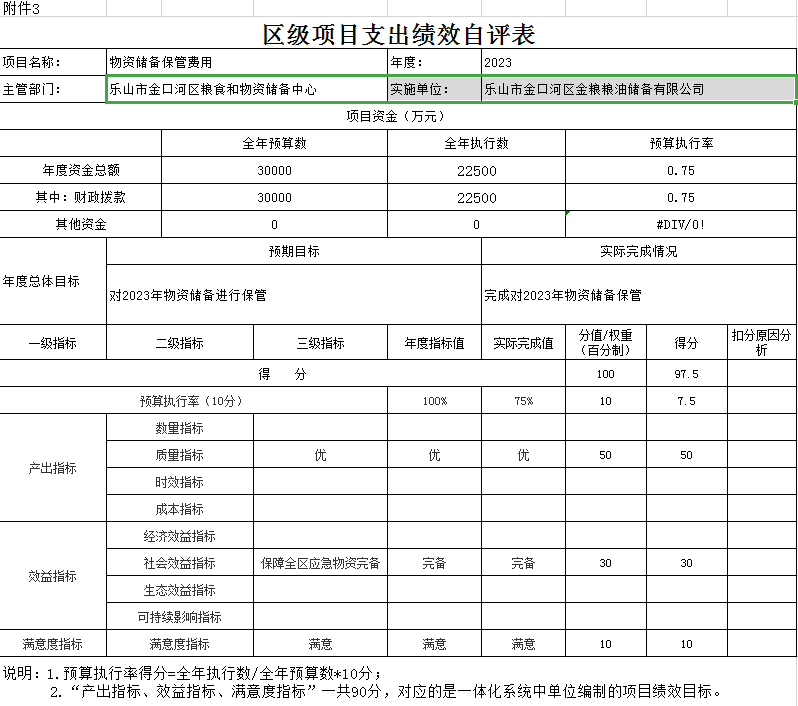 附件3
区级项目支出绩效自评表
项目名称： 物资储备保管费用 年度： 2023
主管部门： 乐山市金口河区粮食和物资储备中心 实施单位： 乐山市金口河区金粮粮油储备有限公司
项目资金（万元）
全年预算数 全年执行数 预算执行率
年度资金总额 30000 22500 0.75
其中：财政拨款 30000 22500 0.75
其他资金 0 0 #DIV/0!
年度总体目标 预期目标 实际完成情况
对2023年物资储备进行保管 完成对2023年物资储备保管
一级指标 二级指标 三级指标 年度指标值 实际完成值 分值/权重（百分制） 得分 扣分原因分析
得 分 100 97.5
预算执行率（10分） 100% 75% 10 7.5
产出指标 数量指标
质量指标 优 优 优 50 50
时效指标
成本指标
效益指标 经济效益指标
社会效益指标 保障全区应急物资完备 完备 完备 30 30
生态效益指标
可持续影响指标
满意度指标 满意度指标 满意 满意 满意 10 10
说明：1.预算执行率得分=全年执行数/全年预算数*10分；
2.“产出指标、效益指标、满意度指标”一共90分，对应的是一体化系统中单位编制的项目绩效目标。